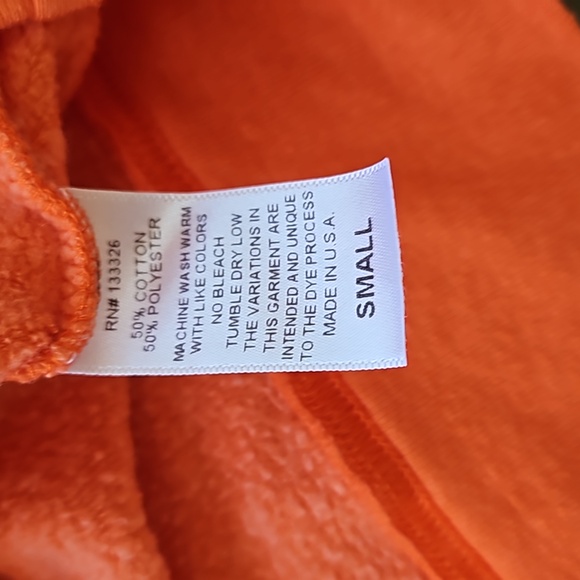 RN# 133326
50% COTTON
50% POLYESTER
MACHINE WASH WARM
WITH LIKE COLORS
NO BLEACH
TUMBLE DRY LOW
THE VARIATIONS IN
THIS GARMENT ARE
INTENDED AND UNIQUE
TO THE DYE PROCESS
MADE IN U.S.A.
SMALL